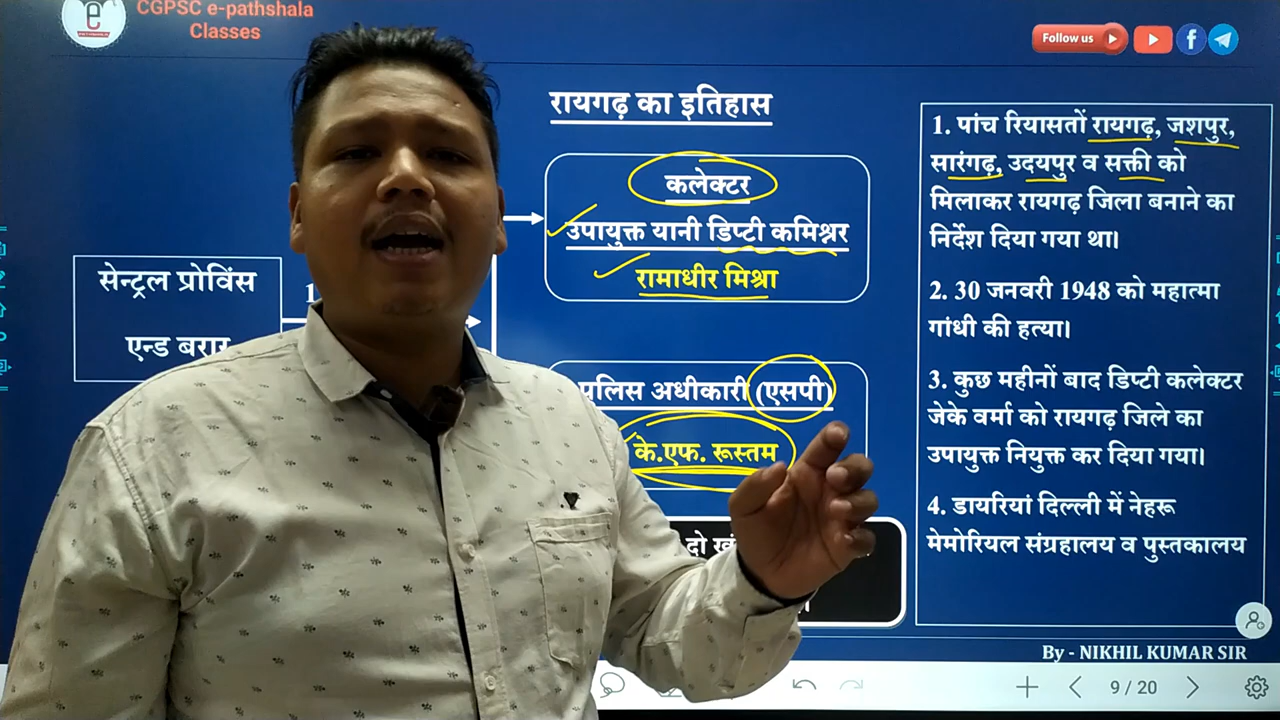 CGPSC e-pathshala
Classes
e
Follow us
रायगढ़ का इतिहास
कलेक्टर
उपायुक्त यानी डिप्टी कमिश्नर
रामाधीर मिश्रा
सेन्ट्रल प्रोविंस
एन्ड बरार
अधीकारी (एसपी)
के.एफ. रूस्तम
दो
1. पांच रियासतों रायगढ़, जशपुर,
सारंगढ़, उदयपुर व सक्ती को
मिलाकर रायगढ़ जिला बनाने का
निर्देश दिया गया था।
2. 30 जनवरी 1948 को महात्मा
गांधी की हत्या।
3. कुछ महीनों बाद डिप्टी कलेक्टर
जेके वर्मा को रायगढ़ जिले का
उपायुक्त नियुक्त कर दिया गया।
4. डायरियां दिल्ली में नेहरू
मेमोरियल संग्रहालय व पुस्तकालय
By - NIKHIL KUMAR SIR
9 / 20